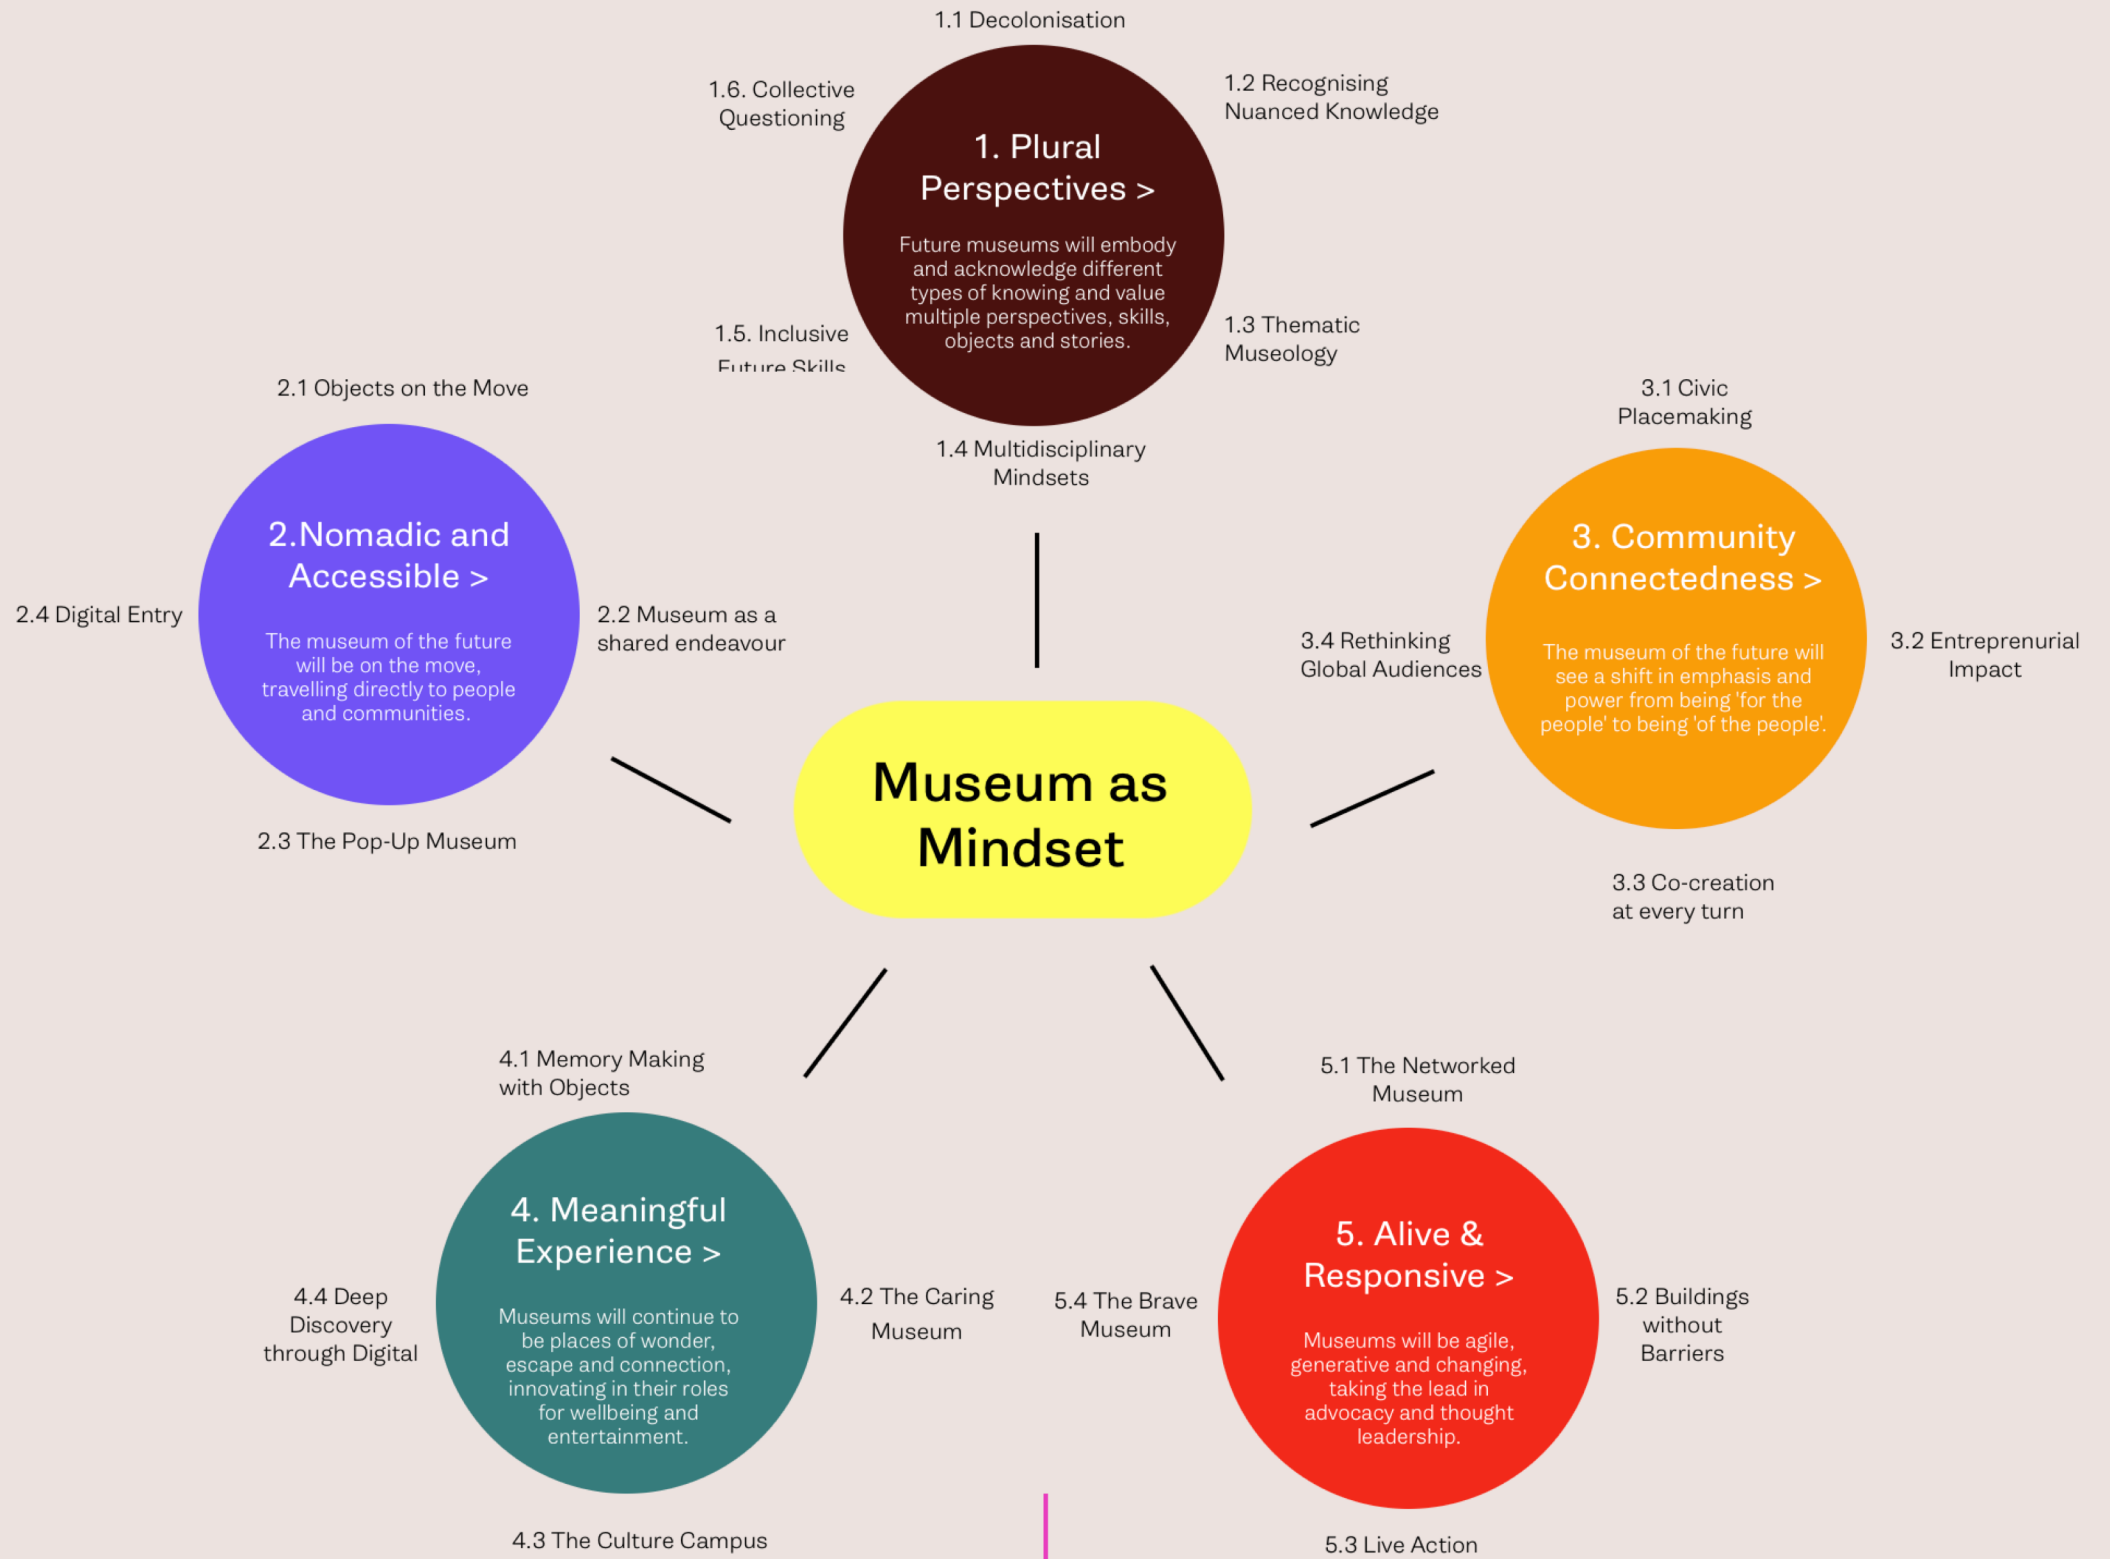 1.1 Decolonisation
1.6. Collective
Questioning
1.2 Recognising
Nuanced Knowledge
1. Plural
Perspectives >
Future museums will embody
and acknowledge different
types of knowing and value
multiple perspectives, skills,
objects and stories.
1.5. Inclusive
Future Skills
1.3 Thematic
Museology
1.4 Multidisciplinary
Mindsets
2.1 Objects on the Move
2.Nomadic and
Accessible >
The museum of the future
will be on the move,
travelling directly to people
and communities.
2.4 Digital Entry
2.2 Museum as a
shared endeavour
2.3 The Pop-Up Museum
3.1 Civic
Placemaking
3. Community
Connectedness >
The museum of the future will
see a shift in emphasis and
power from being 'for the
people' to being 'of the people'.
3.4 Rethinking
Global Audiences
3.2 Entreprenurial
Impact
3.3 Co-creation
at every turn
Museum as
Mindset
4.1 Memory Making
with Objects
4. Meaningful
Experience >
Museums will continue to
be places of wonder,
escape and connection,
innovating in their roles
for wellbeing and
entertainment.
4.4 Deep
Discovery
through Digital
4.2 The Caring
Museum
4.3 The Culture Campus
5.1 The Networked
Museum
5. Alive &
Responsive >
Museums will be agile,
generative and changing,
taking the lead in
advocacy and thought
leadership.
5.4 The Brave
Museum
5.2 Buildings
without
Barriers
5.3 Live Action